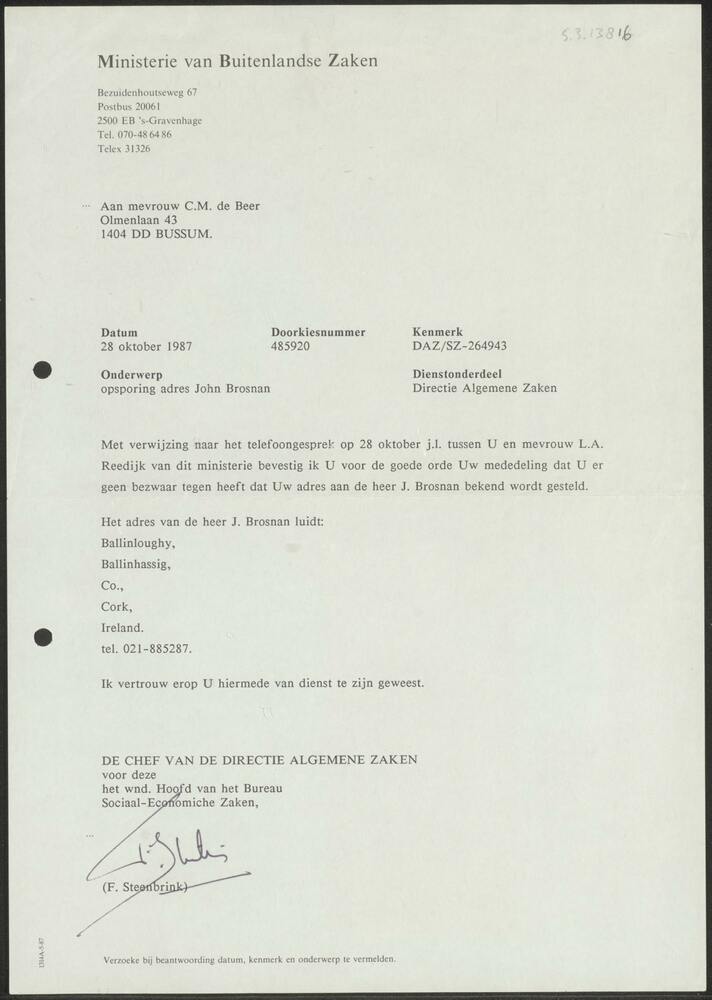 5.3.13816
Ministerie van Buitenlandse Zaken
Bezuidenhoutseweg 67
Postbus 20061
2500 EB 's-Gravenhage
Tel. 070-48 64 86
Telex 31326
Aan mevrouw C.M. de Beer
Olmenlaan 43
1404 DD BUSSUM.
Datum Doorkiesnummer Kenmerk
28 oktober 1987 485920 DAZ/SZ-264943
Onderwerp Dienstonderdeel
opsporing adres John Brosnan Directie Algemene Zaken
Met verwijzing naar het telefoongesprek op 28 oktober j.l. tussen U en mevrouw L.A.
Reedijk van dit ministerie bevestig ik U voor de goede orde Uw mededeling dat U er
geen bezwaar tegen heeft dat Uw adres aan de heer J. Brosnan bekend wordt gesteld.
Het adres van de heer J. Brosnan luidt:
Ballinloughy,
Ballinhassig,
Co.,
Cork,
Ireland.
tel. 021-885287.
Ik vertrouw erop U hiermede van dienst te zijn geweest.
DE CHEF VAN DE DIRECTIE ALGEMENE ZAKEN
voor deze
het wnd. Hoofd van het Bureau
Sociaal-Economiche Zaken,
(F. Steenbrink)
Verzoeke bij beantwoording datum, kenmerk en onderwerp te vermelden.